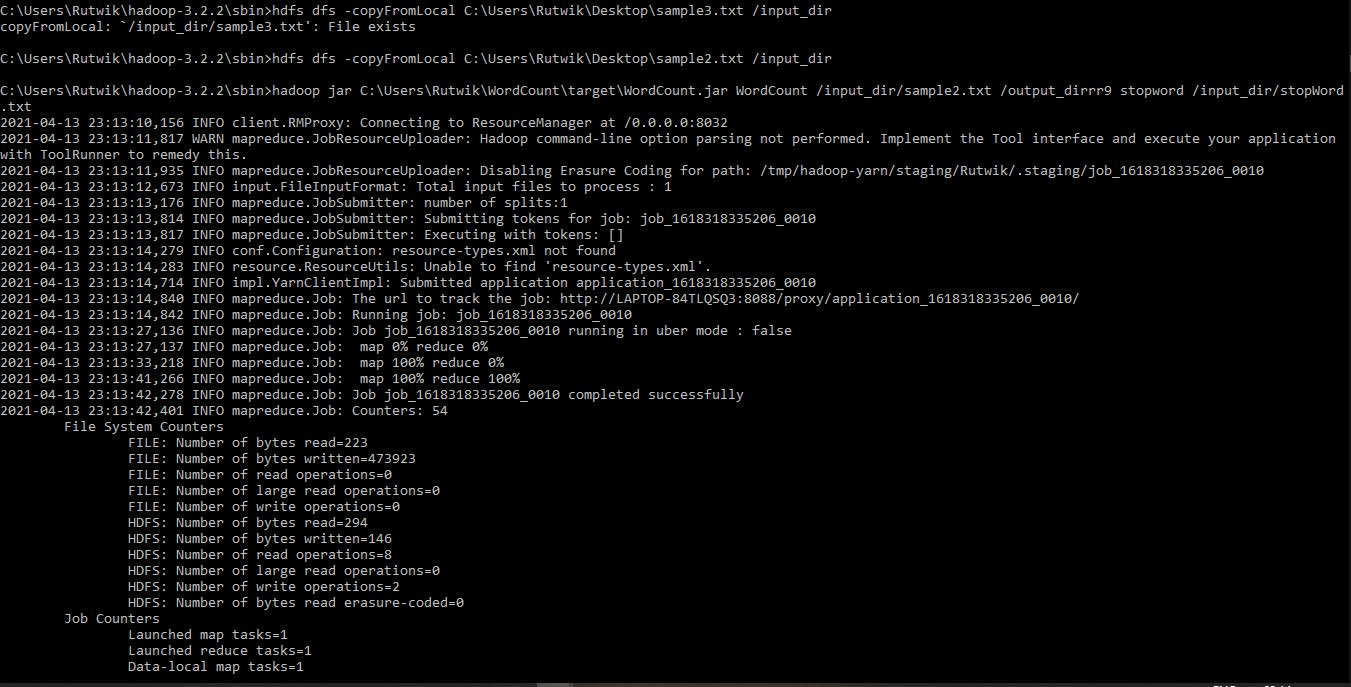 C:\Users\Rutwik\hadoop-3.2.2\sbin>hdfs dfs -copyFromLocal C:\Users\Rutwik\Desktop\sample3.txt /input_dir
copyFromLocal: `/input_dir/sample3.txt': File exists
C:\Users\Rutwik\hadoop-3.2.2\sbin>hdfs dfs -copyFromLocal C:\Users\Rutwik\Desktop\sample2.txt /input_dir
C:\Users\Rutwik\hadoop-3.2.2\sbin>hadoop jar C:\Users\Rutwik\WordCount\target\WordCount.jar WordCount /input_dir/sample2.txt /output_dirrr9 stopword /input_dir/stopWord
.txt
2021-04-13 23:13:10,156 INFO client.RMProxy: Connecting to ResourceManager at /0.0.0.0:8032
2021-04-13 23:13:11,817 WARN mapreduce.JobResourceUploader: Hadoop command-line option parsing not performed. Implement the Tool interface and execute your application
with ToolRunner to remedy this.
2021-04-13 23:13:11,935 INFO mapreduce.JobResourceUploader: Disabling Erasure Coding for path: /tmp/hadoop-yarn/staging/Rutwik/.staging/job_1618318335206_0010
2021-04-13 23:13:12,673 INFO input.FileInputFormat: Total input files to process : 1
2021-04-13 23:13:13,176 INFO mapreduce.JobSubmitter: number of splits:1
2021-04-13 23:13:13,814 INFO mapreduce.JobSubmitter: Submitting tokens for job: job_1618318335206_0010
2021-04-13 23:13:13,817 INFO mapreduce.JobSubmitter: Executing with tokens: []
2021-04-13 23:13:14,279 INFO conf.Configuration: resource-types.xml not found
2021-04-13 23:13:14,283 INFO resource.ResourceUtils: Unable to find 'resource-types.xml'.
2021-04-13 23:13:14,714 INFO impl.YarnClientImpl: Submitted application application_1618318335206_0010
2021-04-13 23:13:14,840 INFO mapreduce.Job: The url to track the job: http://LAPTOP-84TLQSQ3:8088/proxy/application_1618318335206_0010/
2021-04-13 23:13:14,842 INFO mapreduce.Job: Running job: job_1618318335206_0010
2021-04-13 23:13:27,136 INFO mapreduce.Job: Job job_1618318335206_0010 running in uber mode : false
2021-04-13 23:13:27,137 INFO mapreduce.Job:  map 0% reduce 0%
2021-04-13 23:13:33,218 INFO mapreduce.Job:  map 100% reduce 0%
2021-04-13 23:13:41,266 INFO mapreduce.Job:  map 100% reduce 100%
2021-04-13 23:13:42,278 INFO mapreduce.Job: Job job_1618318335206_0010 completed successfully
2021-04-13 23:13:42,401 INFO mapreduce.Job: Counters: 54
File System Counters
FILE: Number of bytes read=223
FILE: Number of bytes written=473923
FILE: Number of read operations=0
FILE: Number of large read operations=0
FILE: Number of write operations=0
HDFS: Number of bytes read=294
HDFS: Number of bytes written=146
HDFS: Number of read operations=8
HDFS: Number of large read operations=0
HDFS: Number of write operations=2
HDFS: Number of bytes read erasure-coded=0
Job Counters
Launched map tasks=1
Launched reduce tasks=1
Data-local map tasks=1